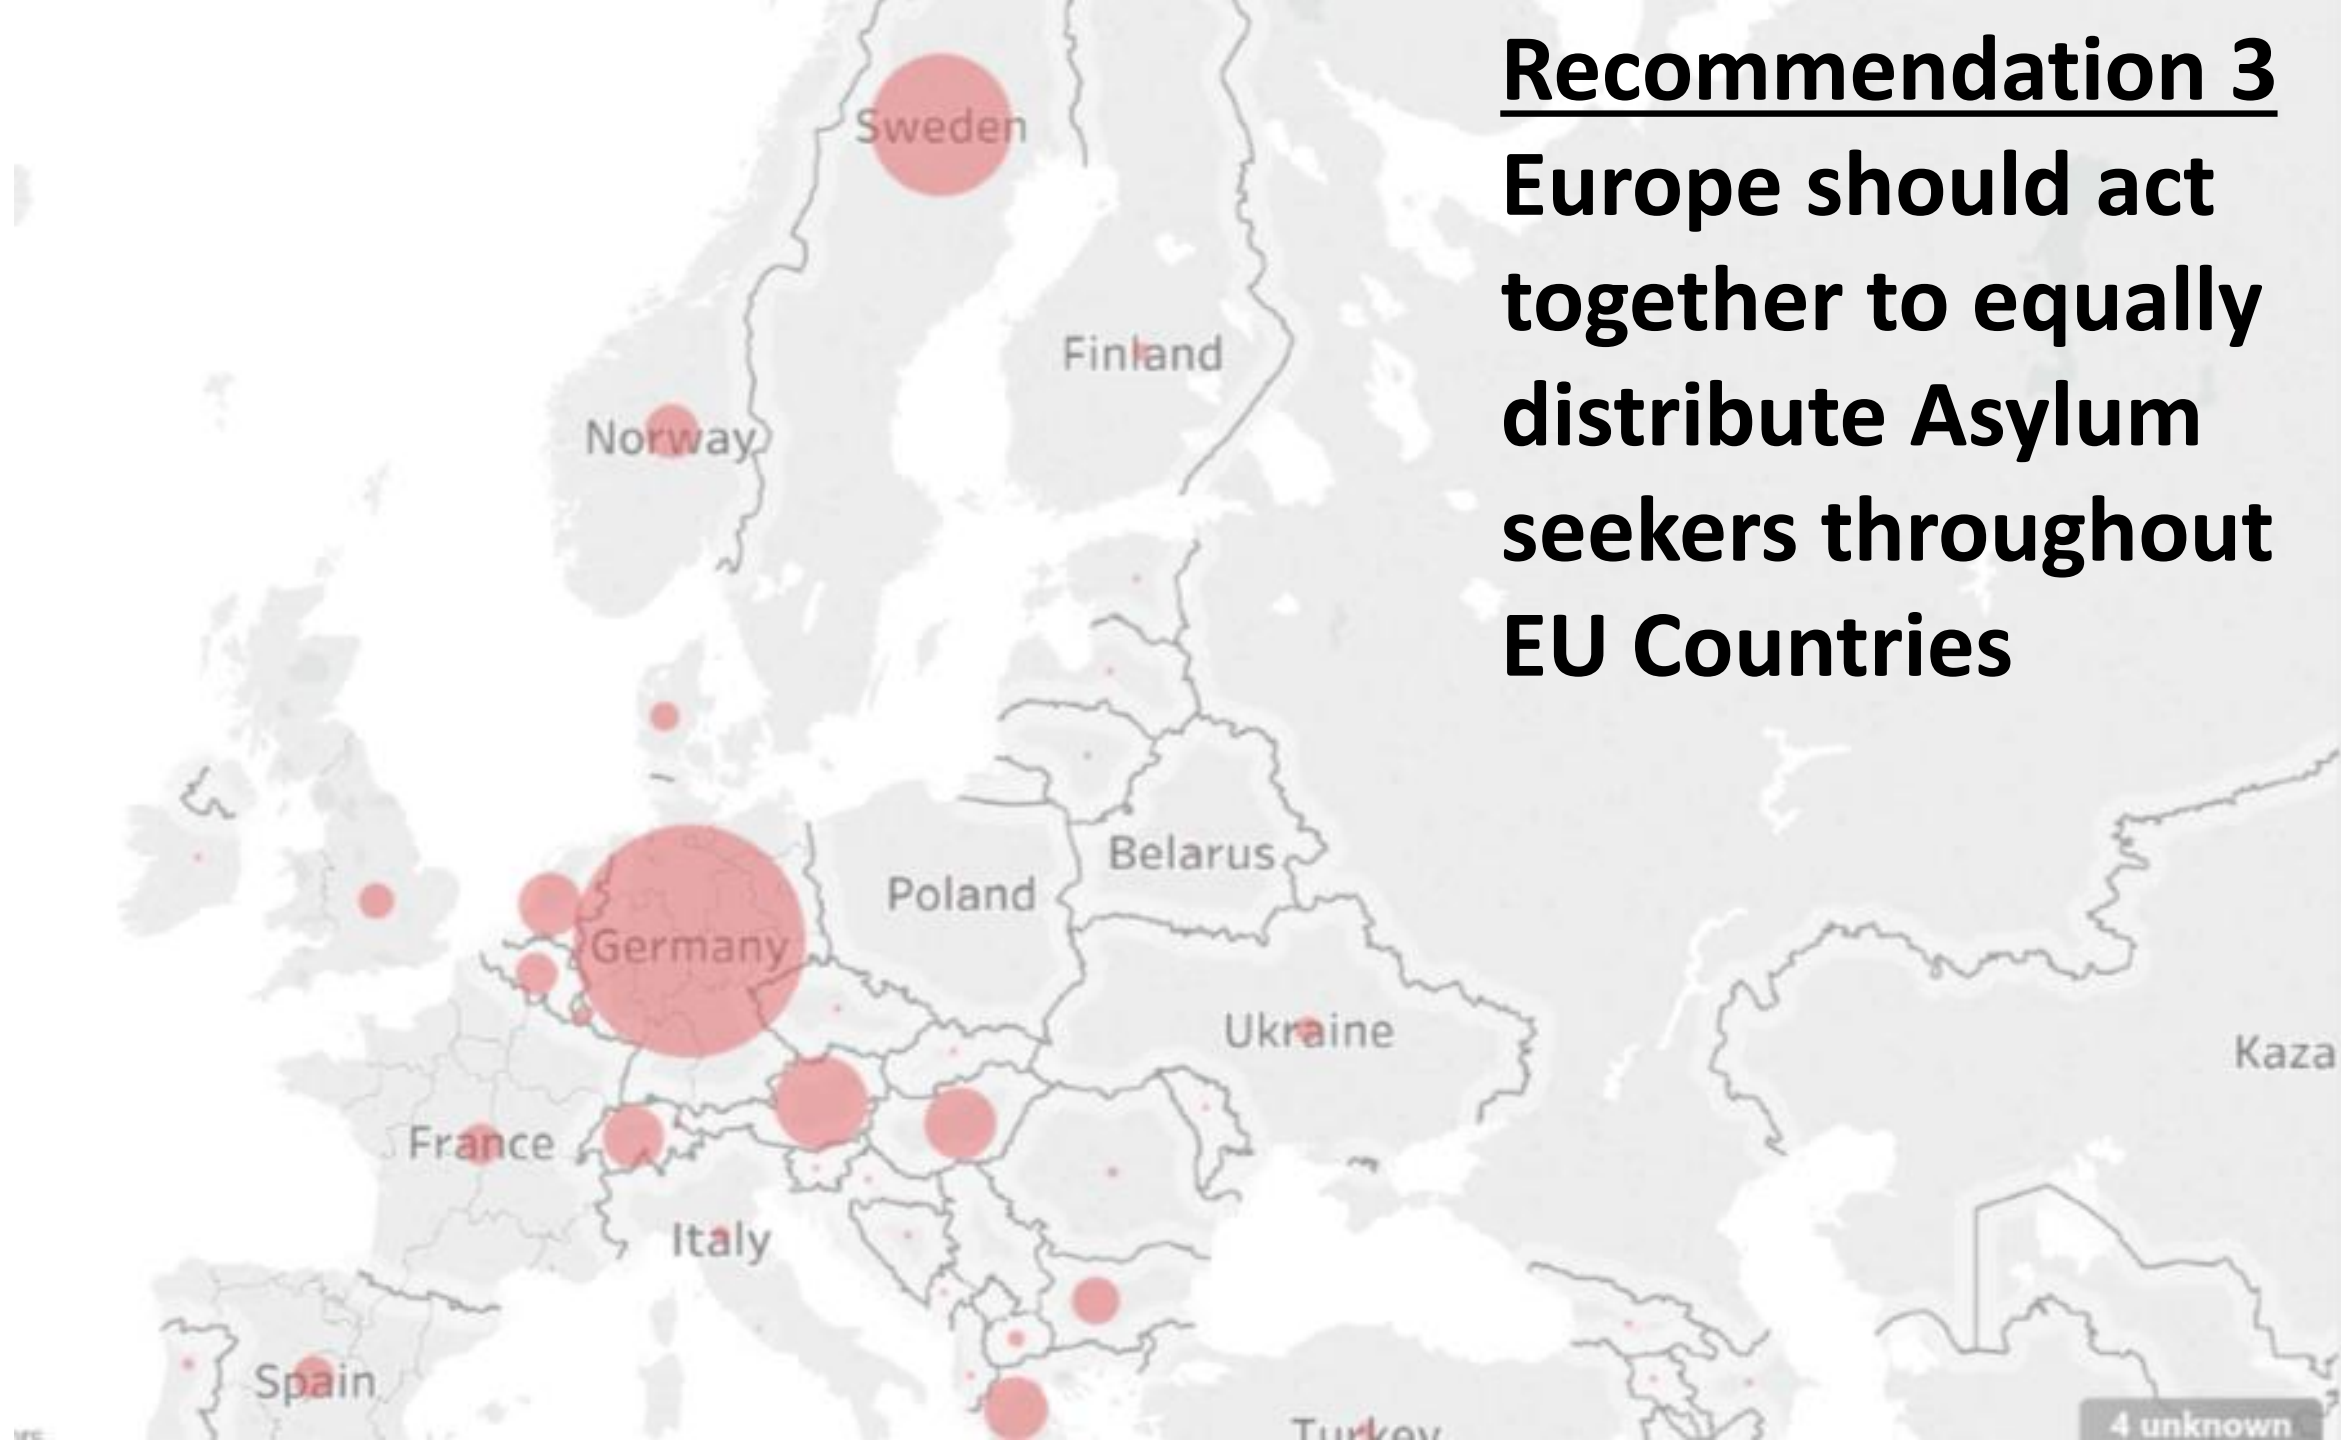 Recommendation 3
Europe should act
together to equally
distribute Asylum
seekers throughout
EU Countries
Sweden
Finland
Norway
Belarus
Poland
Germany
Ukraine
Kaza
France
Italy
Spain
Turkey
4 unknown